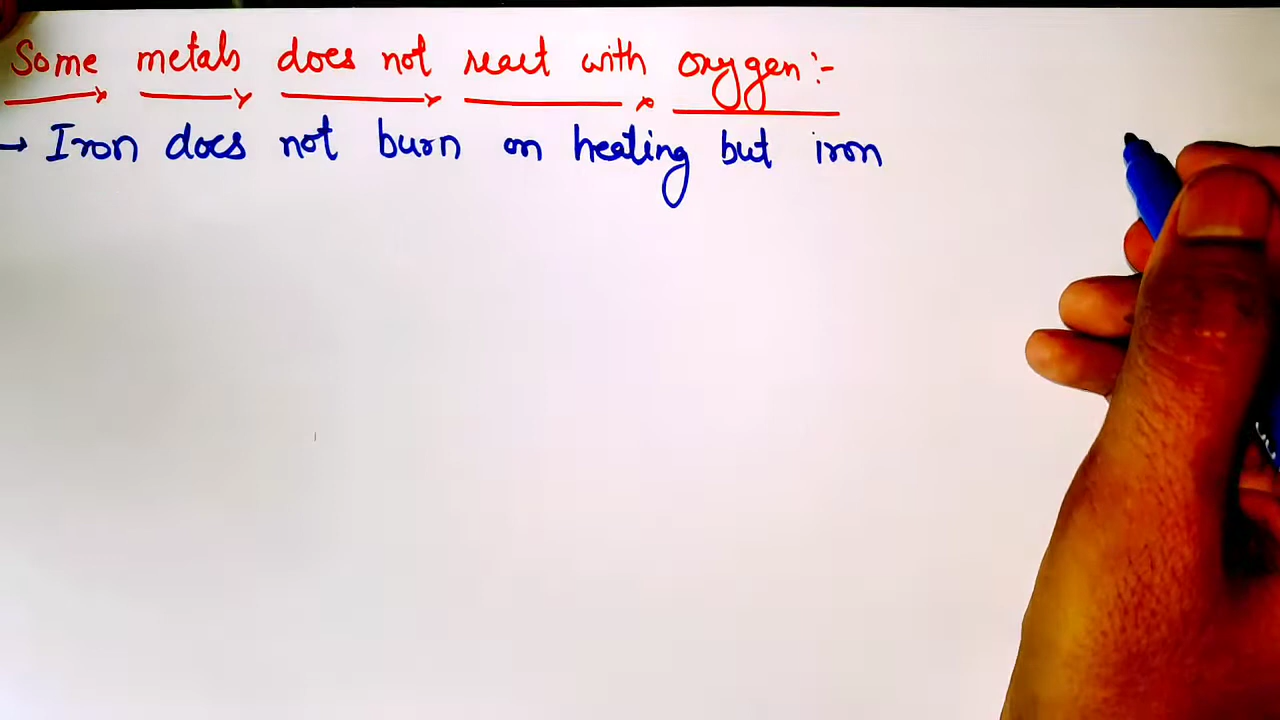 Some metals does not react with oxygen:-
→ Iron does not burn on heating but iron